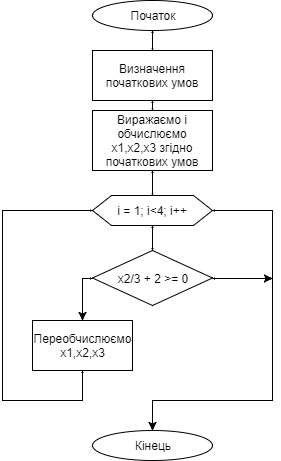 Початок
Визначення
початкових умов
Виражаємо і
обчислюємо
x1,x2,x3 згідно
початкових умов
i = 1; i<4; i++
x2/3 + 2 >= 0
Переобчислюємо
x1,x2,x3
Кінець